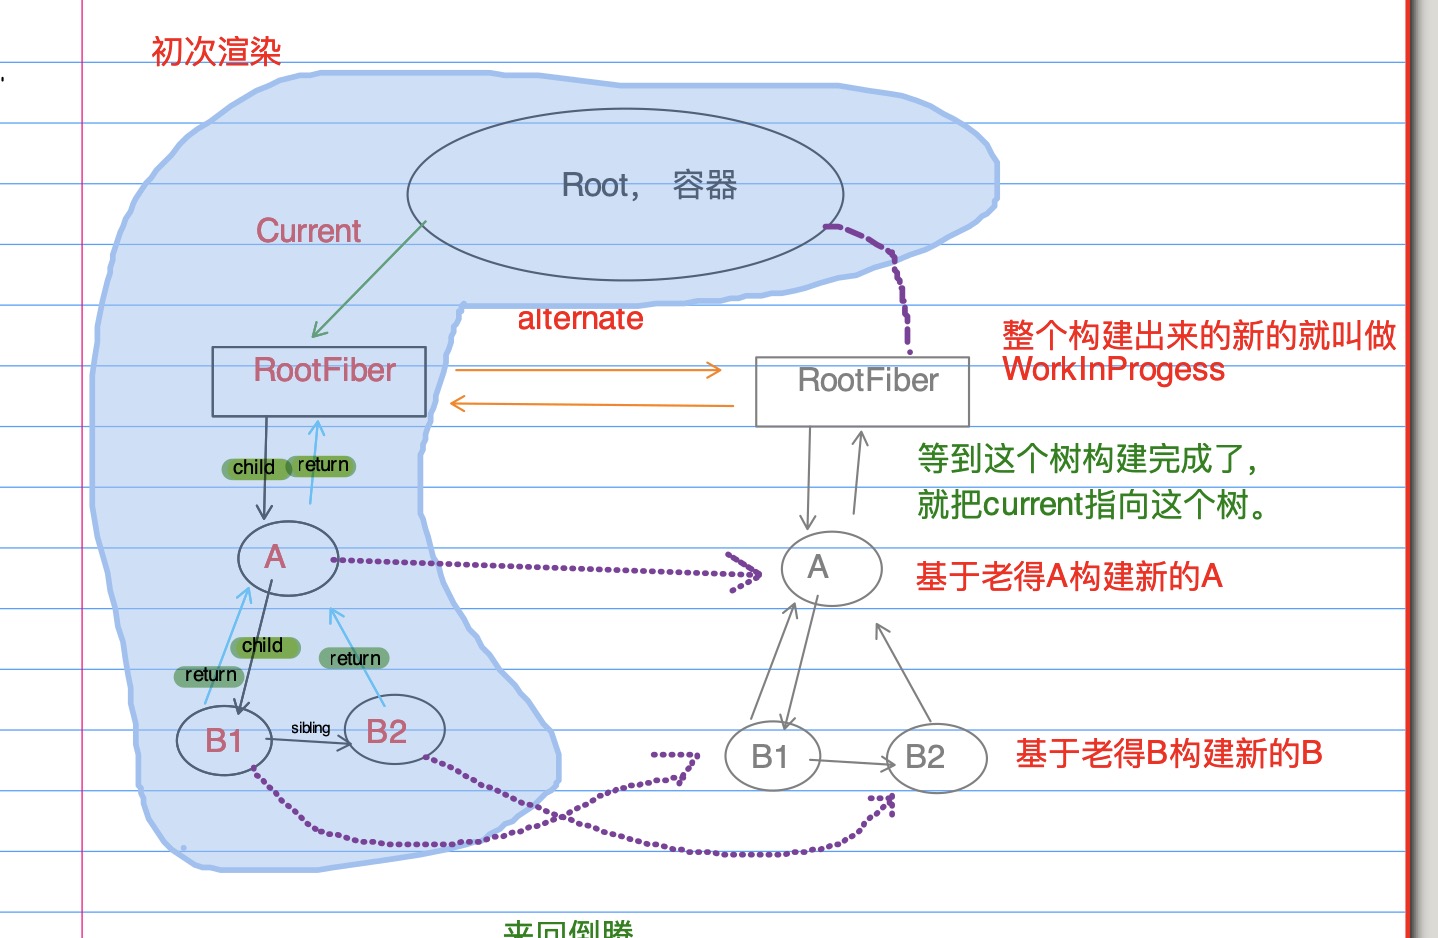 初次渲染
Root， 容器
Current
alternate
整个构建出来的新的就叫做
WorkInProgess
RootFiber
RootFiber
等到这个树构建完成了，
就把current指向这个树。
child
return
A
A
基于老得A构建新的A
child
return
return
sibling
B1
B2
B1
B2
基于老得B构建新的B
来回倒腾